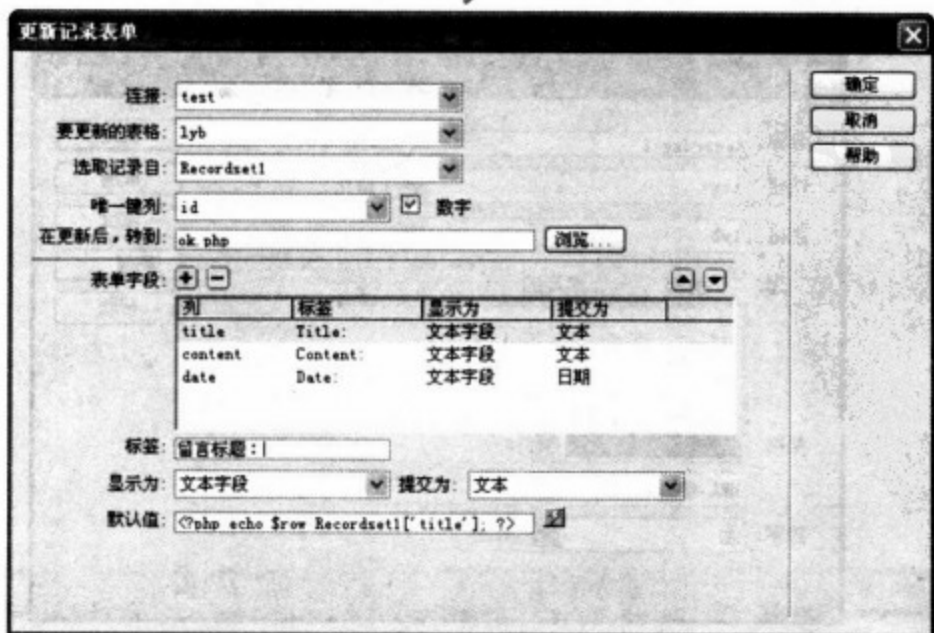 更新记录表单
连接: test
确定
要更新的表格: lyb
取消
选取记录自: Recordset1
帮助
唯一键列: id 数字
在更新后，转到: ok.php 浏览...
表单字段:
列 标签 显示为 提交为
title Title: 文本字段 文本
content Content: 文本字段 文本
date Date: 文本字段 日期
标签: 留言标题：
显示为: 文本字段 提交为: 文本
默认值: <?php echo $row_Recordset1['title']; ?>